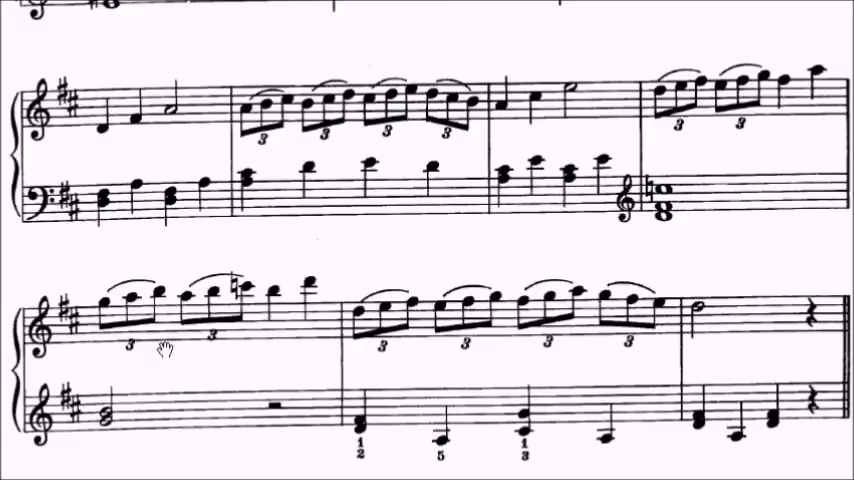 3 3 3 3 3 3
3 3 3 3 3 3
1 1
2 5 3